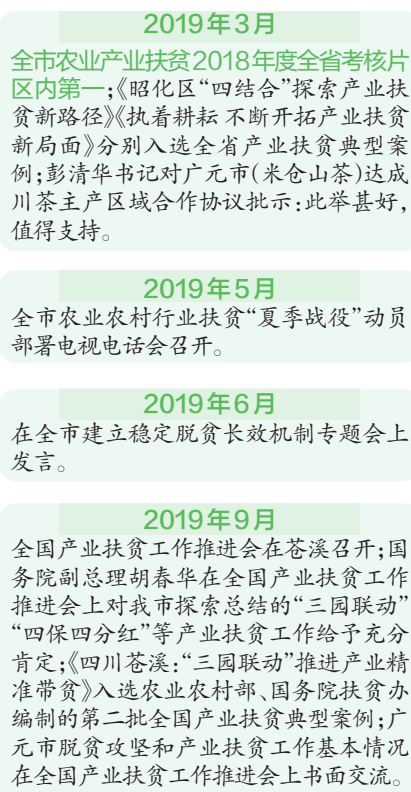 2019年3月
全市农业产业扶贫2018年度全省考核片
区内第一;《昭化区“四结合”探索产业扶
贫新路径》《执着耕耘 不断开拓产业扶贫
新局面》分别入选全省产业扶贫典型案
例;彭清华书记对广元市(米仓山茶)达成
川茶主产区域合作协议批示:此举甚好,
值得支持。
2019年5月
全市农业农村行业扶贫“夏季战役”动员
部署电视电话会召开。
2019年6月
在全市建立稳定脱贫长效机制专题会上
发言。
2019年9月
全国产业扶贫工作推进会在苍溪召开;国
务院副总理胡春华在全国产业扶贫工作
推进会上对我市探索总结的“三园联动”
“四保四分红”等产业扶贫工作给予充分
肯定;《四川苍溪:“三园联动”推进产业精
准带贫》入选农业农村部、国务院扶贫办
编制的第二批全国产业扶贫典型案例;广
元市脱贫攻坚和产业扶贫工作基本情况
在全国产业扶贫工作推进会上书面交流。